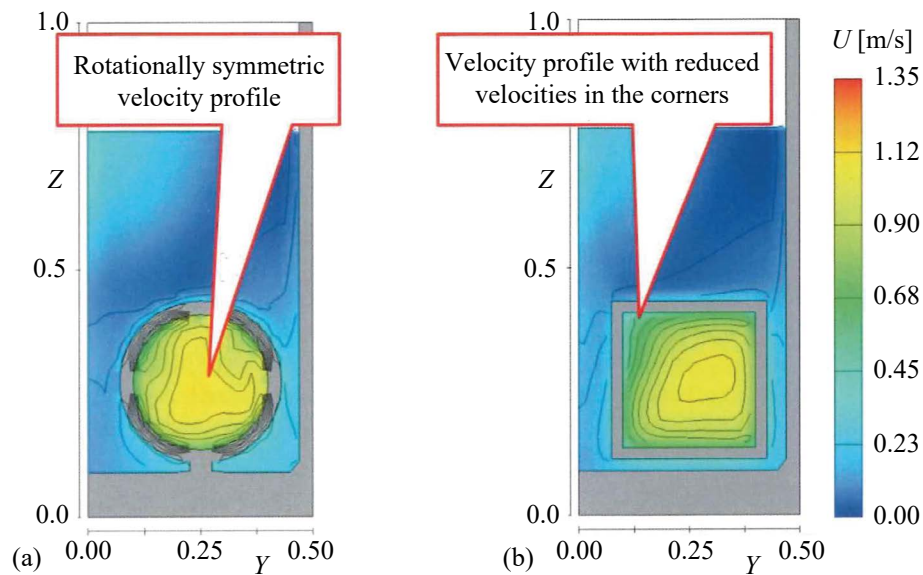 1.0
Rotationally symmetric
velocity profile
Z
0.5
0.0
(a)
0.00
0.25
0.50
Y
1.0
Velocity profile with reduced
velocities in the corners
Z
0.5
0.0
(b)
0.00
0.25
0.50
Y
U [m/s]
1.35
1.12
0.90
0.68
0.45
0.23
0.00